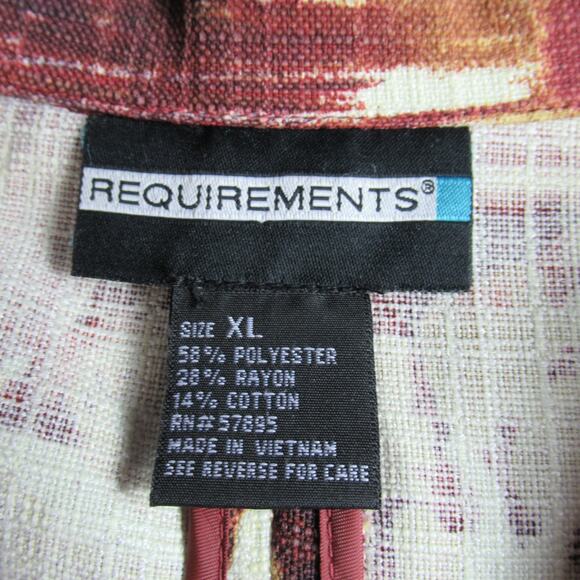 REQUIREMENTS®
SIZE XL
58% POLYESTER
28% RAYON
14% COTTON
RN# 57895
MADE IN VIETNAM
SEE REVERSE FOR CARE